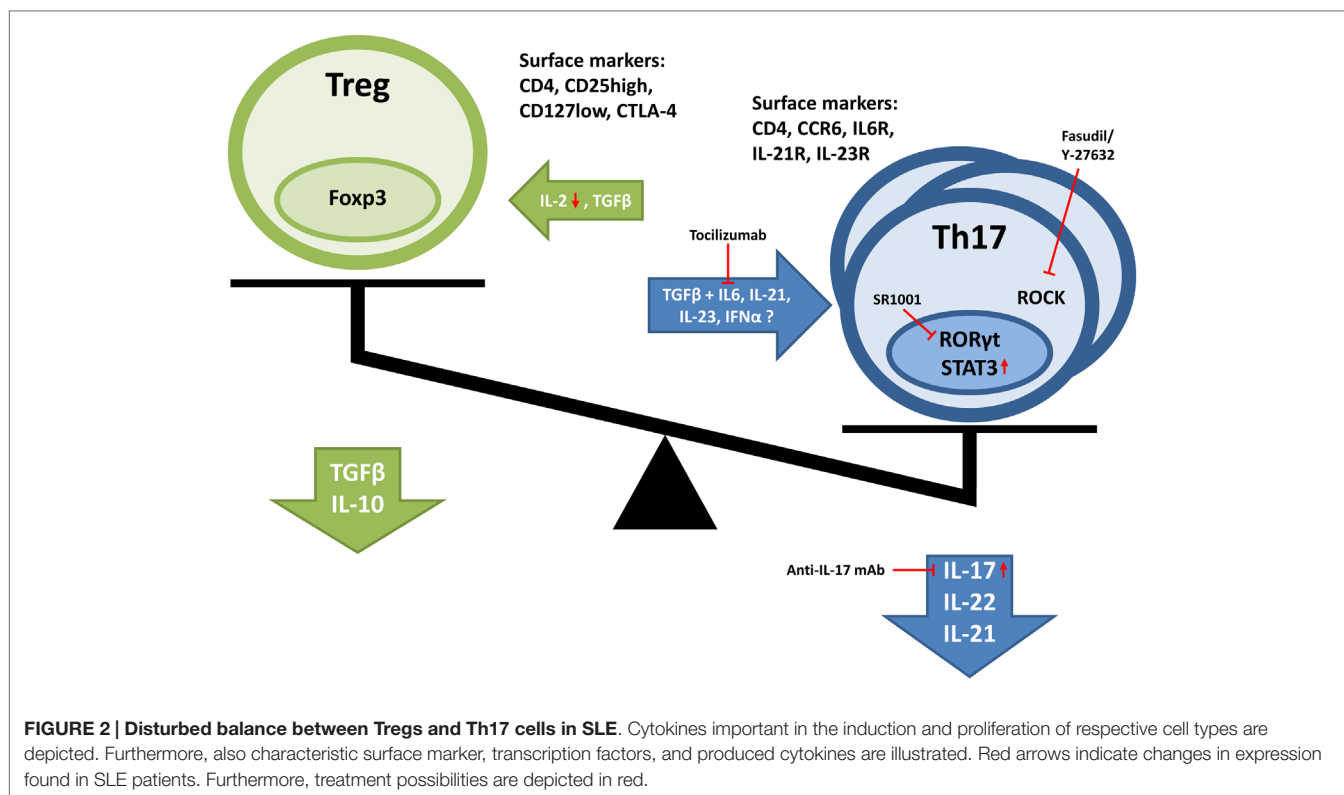 Treg
Foxp3
Surface markers:
CD4, CD25high,
CD127low, CTLA-4
IL-2 ↓ , TGFβ
Surface markers:
CD4, CCR6, IL6R,
IL-21R, IL-23R
Fasudil/
Y-27632
Tocilizumab
TGFβ + IL6, IL-21,
IL-23, IFNα ?
Th17
ROCK
SR1001
RORγt
STAT3↑
TGFβ
IL-10
Anti-IL-17 mAb
IL-17↑
IL-22
IL-21
FIGURE 2 | Disturbed balance between Tregs and Th17 cells in SLE. Cytokines important in the induction and proliferation of respective cell types are
depicted. Furthermore, also characteristic surface marker, transcription factors, and produced cytokines are illustrated. Red arrows indicate changes in expression
found in SLE patients. Furthermore, treatment possibilities are depicted in red.